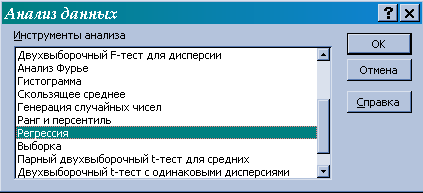 Анализ данных
Инструменты анализа
Двухвыборочный F-тест для дисперсии
Анализ Фурье
Гистограмма
Скользящее среднее
Генерация случайных чисел
Ранг и персентиль
Регрессия
Выборка
Парный двухвыборочный t-тест для средних
Двухвыборочный t-тест с одинаковыми дисперсиями
OK
Отмена
Справка